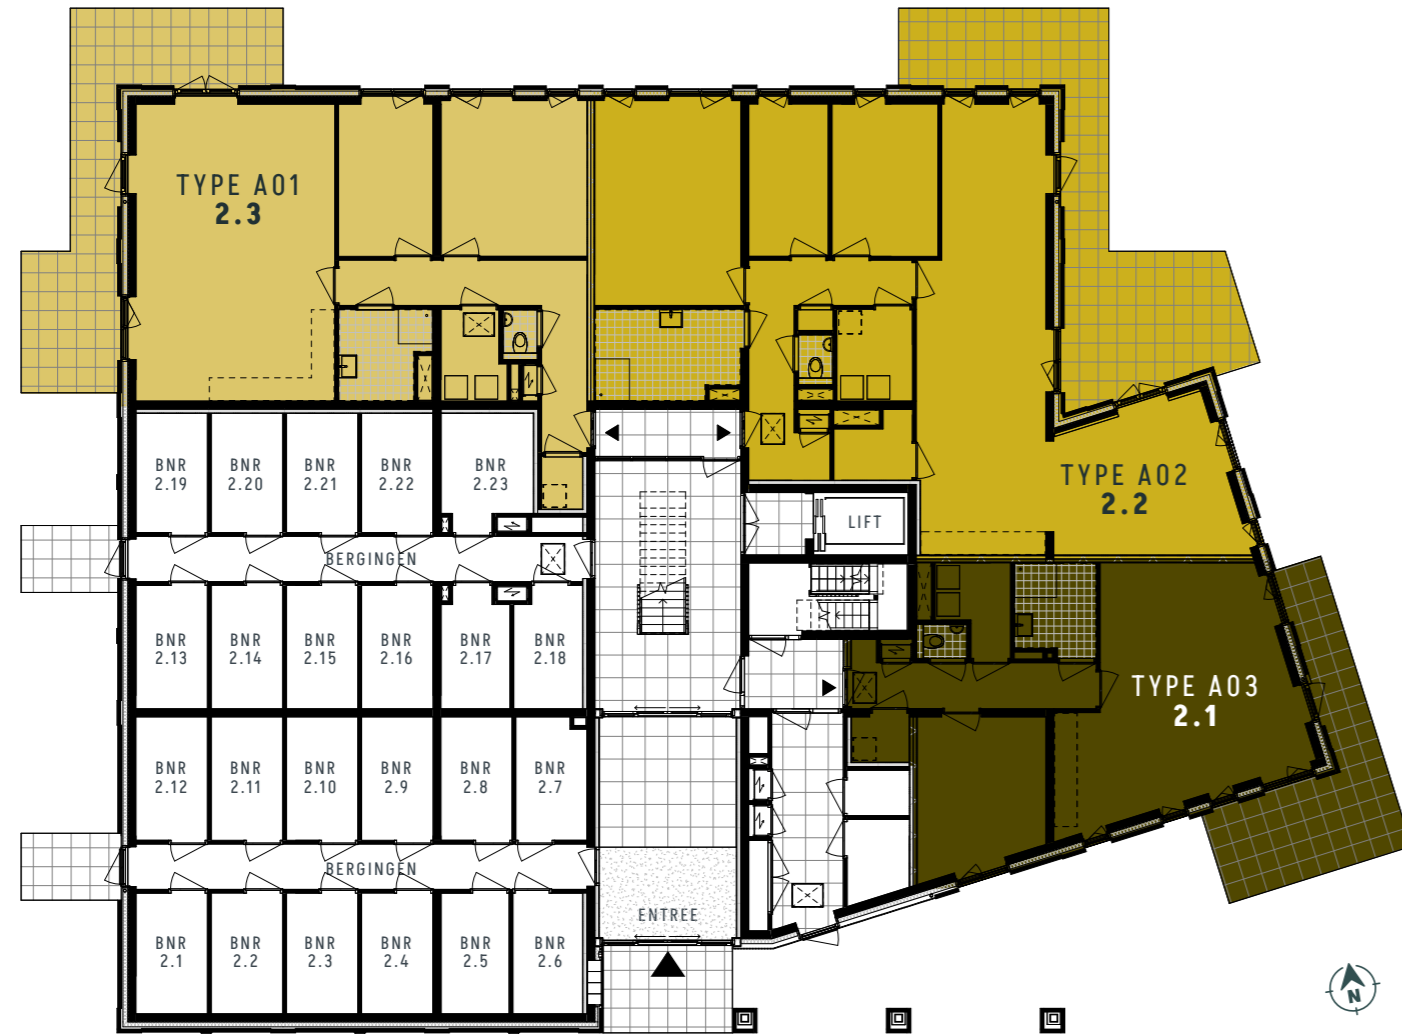 TYPE A01
2.3
TYPE A02
2.2
TYPE A03
2.1
BNR
2.19
BNR
2.20
BNR
2.21
BNR
2.22
BNR
2.23
LIFT
BERGINGEN
BNR
2.13
BNR
2.14
BNR
2.15
BNR
2.16
BNR
2.17
BNR
2.18
BNR
2.12
BNR
2.11
BNR
2.10
BNR
2.9
BNR
2.8
BNR
2.7
BERGINGEN
ENTREE
BNR
2.1
BNR
2.2
BNR
2.3
BNR
2.4
BNR
2.5
BNR
2.6
N